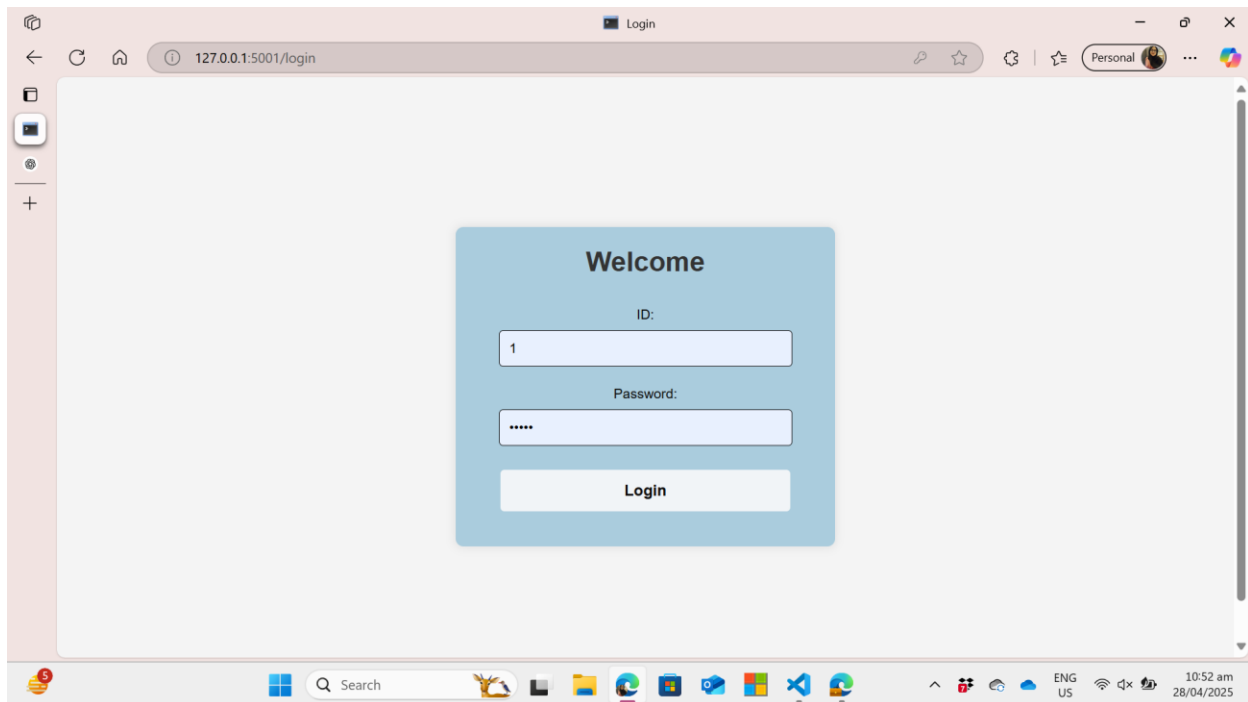 Login
127.0.0.1:5001/login
Personal
Welcome
ID:
1
Password:
•••••
Login
5
Search
7
ENG
US
10:52 am
28/04/2025